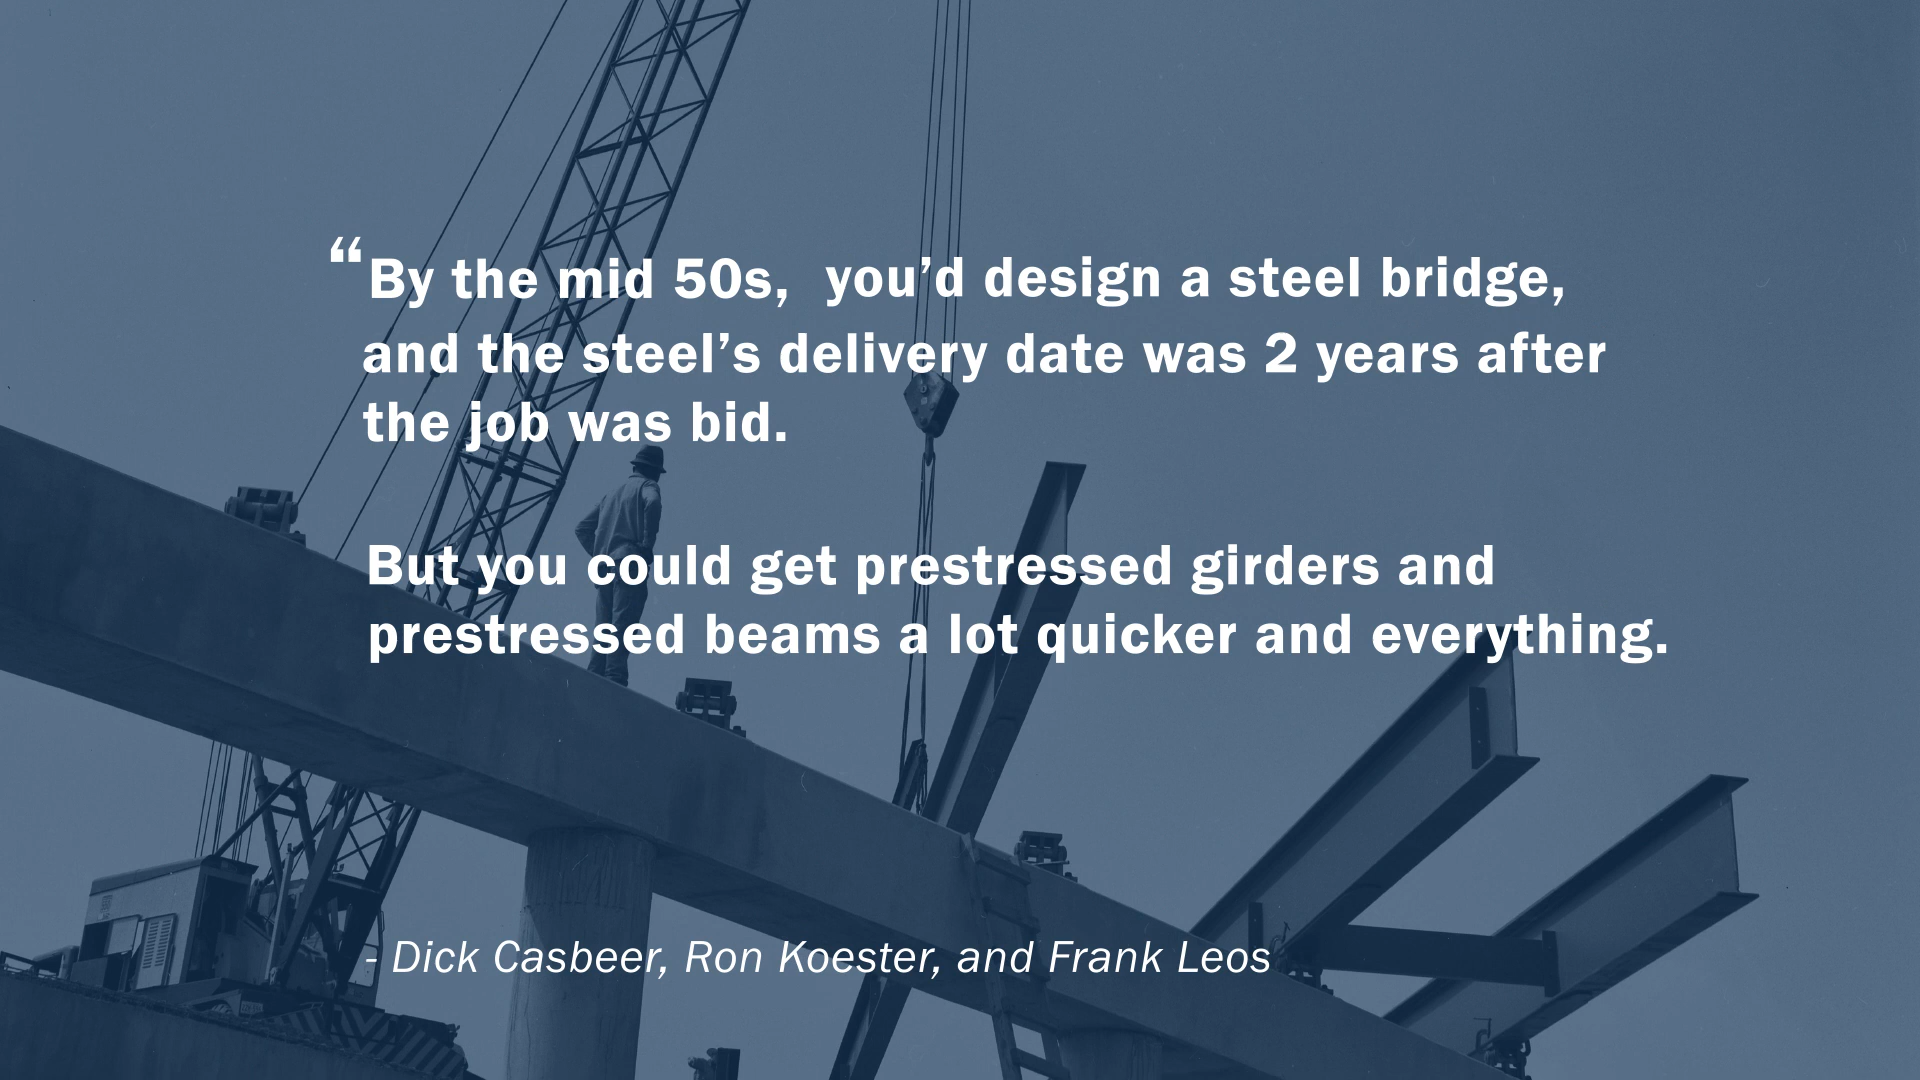 “By the mid 50s, you’d design a steel bridge,
and the steel’s delivery date was 2 years after
the job was bid.
But you could get prestressed girders and
prestressed beams a lot quicker and everything.
- Dick Casbeer, Ron Koester, and Frank Leos